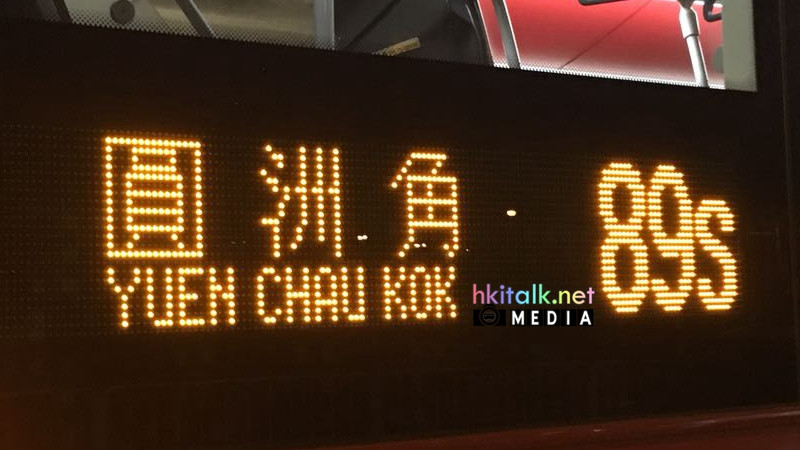 圓洲角
YUEN CHAU KOK
89s
hkitalk.net
MEDIA